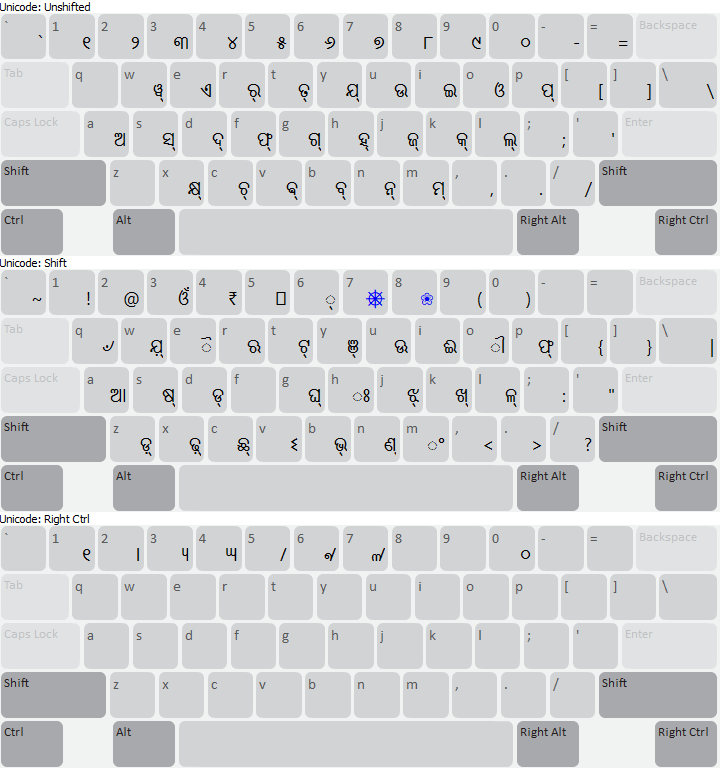 Unicode: Unshifted
` ` 1 ୧ 2 ୨ 3 ୩ 4 ୪ 5 ୫ 6 ୬ 7 ୭ 8 ୮ 9 ୯ 0 ୦ - - = = Backspace
Tab q w ୱ୍ e ଏ r ର୍ t ତ୍ y ଯ୍ u ଉ i ଇ o ଓ p ପ୍ [ [ ] ] \ \
Caps Lock a ଅ s ସ୍ d ଦ୍ f ଫ୍ g ଗ୍ h ହ୍ j ଜ୍ k କ୍ l ଲ୍ ; ; ' ' Enter
Shift z x କ୍ଷ୍ c ଚ୍ v ଵ୍ b ବ୍ n ନ୍ m ମ୍ , , . . / / Shift
Ctrl Alt Right Alt Right Ctrl
Unicode: Shift
` ~ 1 ! 2 @ 3 ଓଁ 4 ₹ 5 6 ୍ 7 ⎈ 8 ❀ 9 ( 0 ) - = Backspace
Tab q w ଯ଼୍ e r ର t ଟ୍ y ଞ୍ u ଊ i ଈ o ୌ p ଫ୍ [ { ] } \ |
Caps Lock a ଆ s ଷ୍ d ଡ୍ f g ଘ୍ h ଃ j ଝ୍ k ଖ୍ l ଳ୍ ; : ' " Enter
Shift z ଡ଼୍ x ଢ୍ c ଛ୍ v b ଭ୍ n ଣ୍ m ଂ , < . > / ? Shift
Ctrl Alt Right Alt Right Ctrl
Unicode: Right Ctrl
` 1 ୧ 2 ୲ 3 ୳ 4 ୴ 5 ୵ 6 ୶ 7 ୷ 8 9 0 ୦ - = Backspace
Tab q w e r t y u i o p [ ] \
Caps Lock a s d f g h j k l ; ' Enter
Shift z x c v b n m , . / Shift
Ctrl Alt Right Alt Right Ctrl